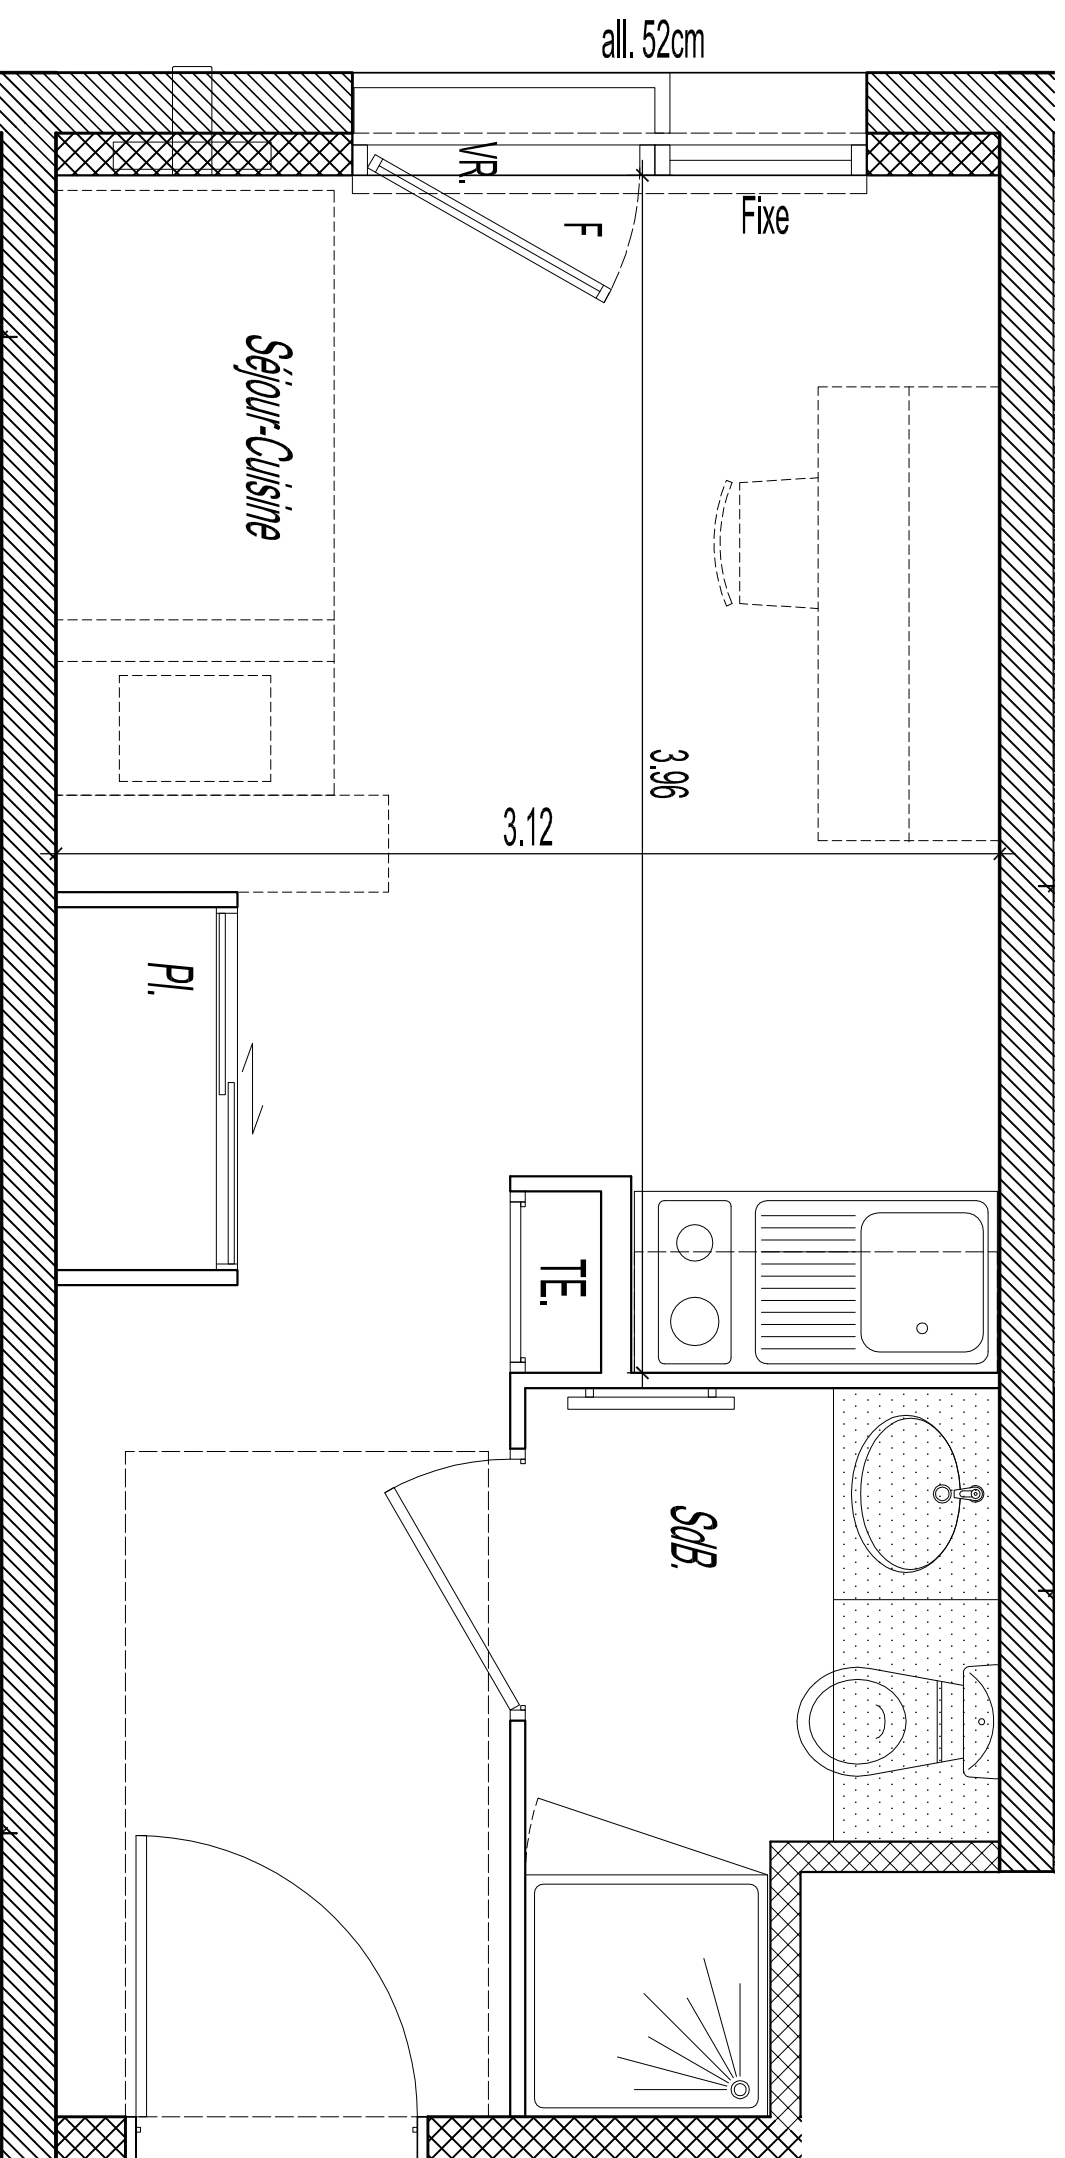 all. 52cm
VR.
F
Fixe
Séjour-Cuisine
3.96
3.12
Pl.
TE.
SdB.